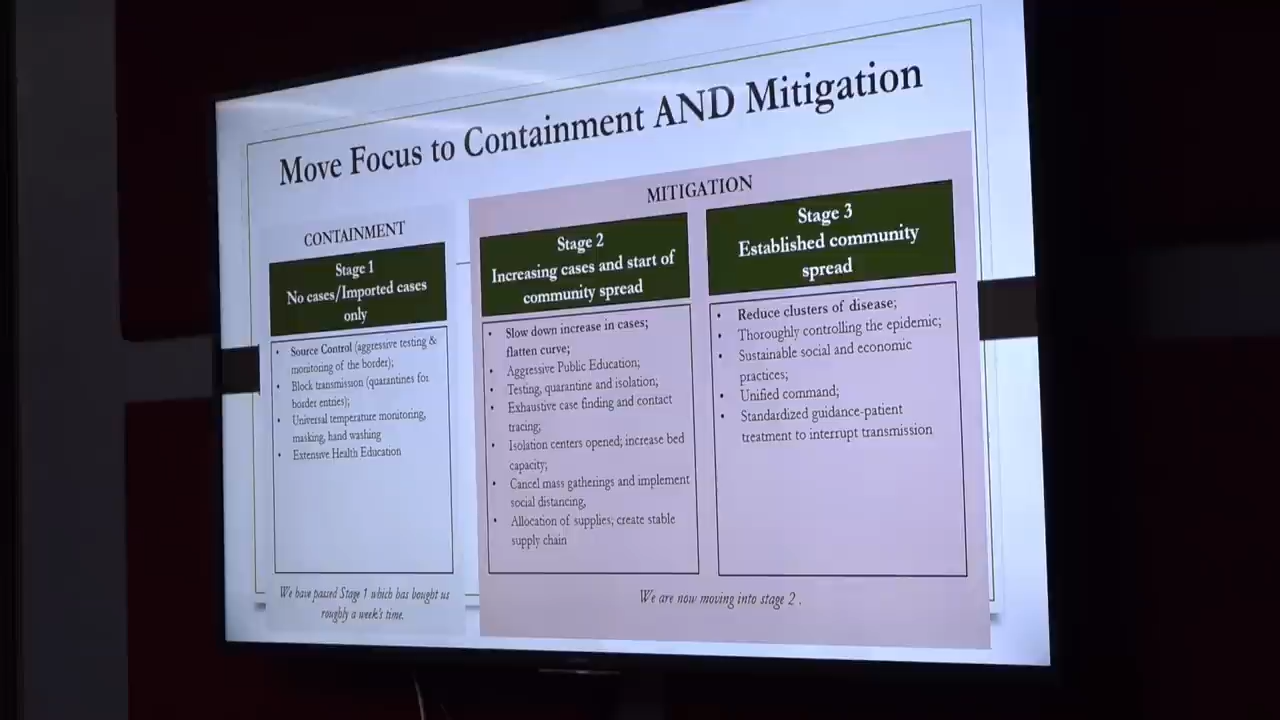 Move Focus to Containment AND Mitigation
CONTAINMENT
Stage 1
No cases/Imported cases
only
• Source Control (aggressive testing &
monitoring of the border);
• Block transmission (quarantines for
border entries);
• Universal temperature monitoring,
masking, hand washing
• Extensive Health Education
We have passed Stage 1 which has bought us
roughly a week's time.
MITIGATION
Stage 2
Increasing cases and start of
community spread
• Slow down increase in cases;
flatten curve;
• Aggressive Public Education;
• Testing, quarantine and isolation;
• Exhaustive case finding and contact
tracing;
• Isolation centers opened; increase bed
capacity;
• Cancel mass gatherings and implement
social distancing,
• Allocation of supplies; create stable
supply chain
Stage 3
Established community
spread
• Reduce clusters of disease;
• Thoroughly controlling the epidemic;
• Sustainable social and economic
practices;
• Unified command;
• Standardized guidance-patient
treatment to interrupt transmission
We are now moving into stage 2 .